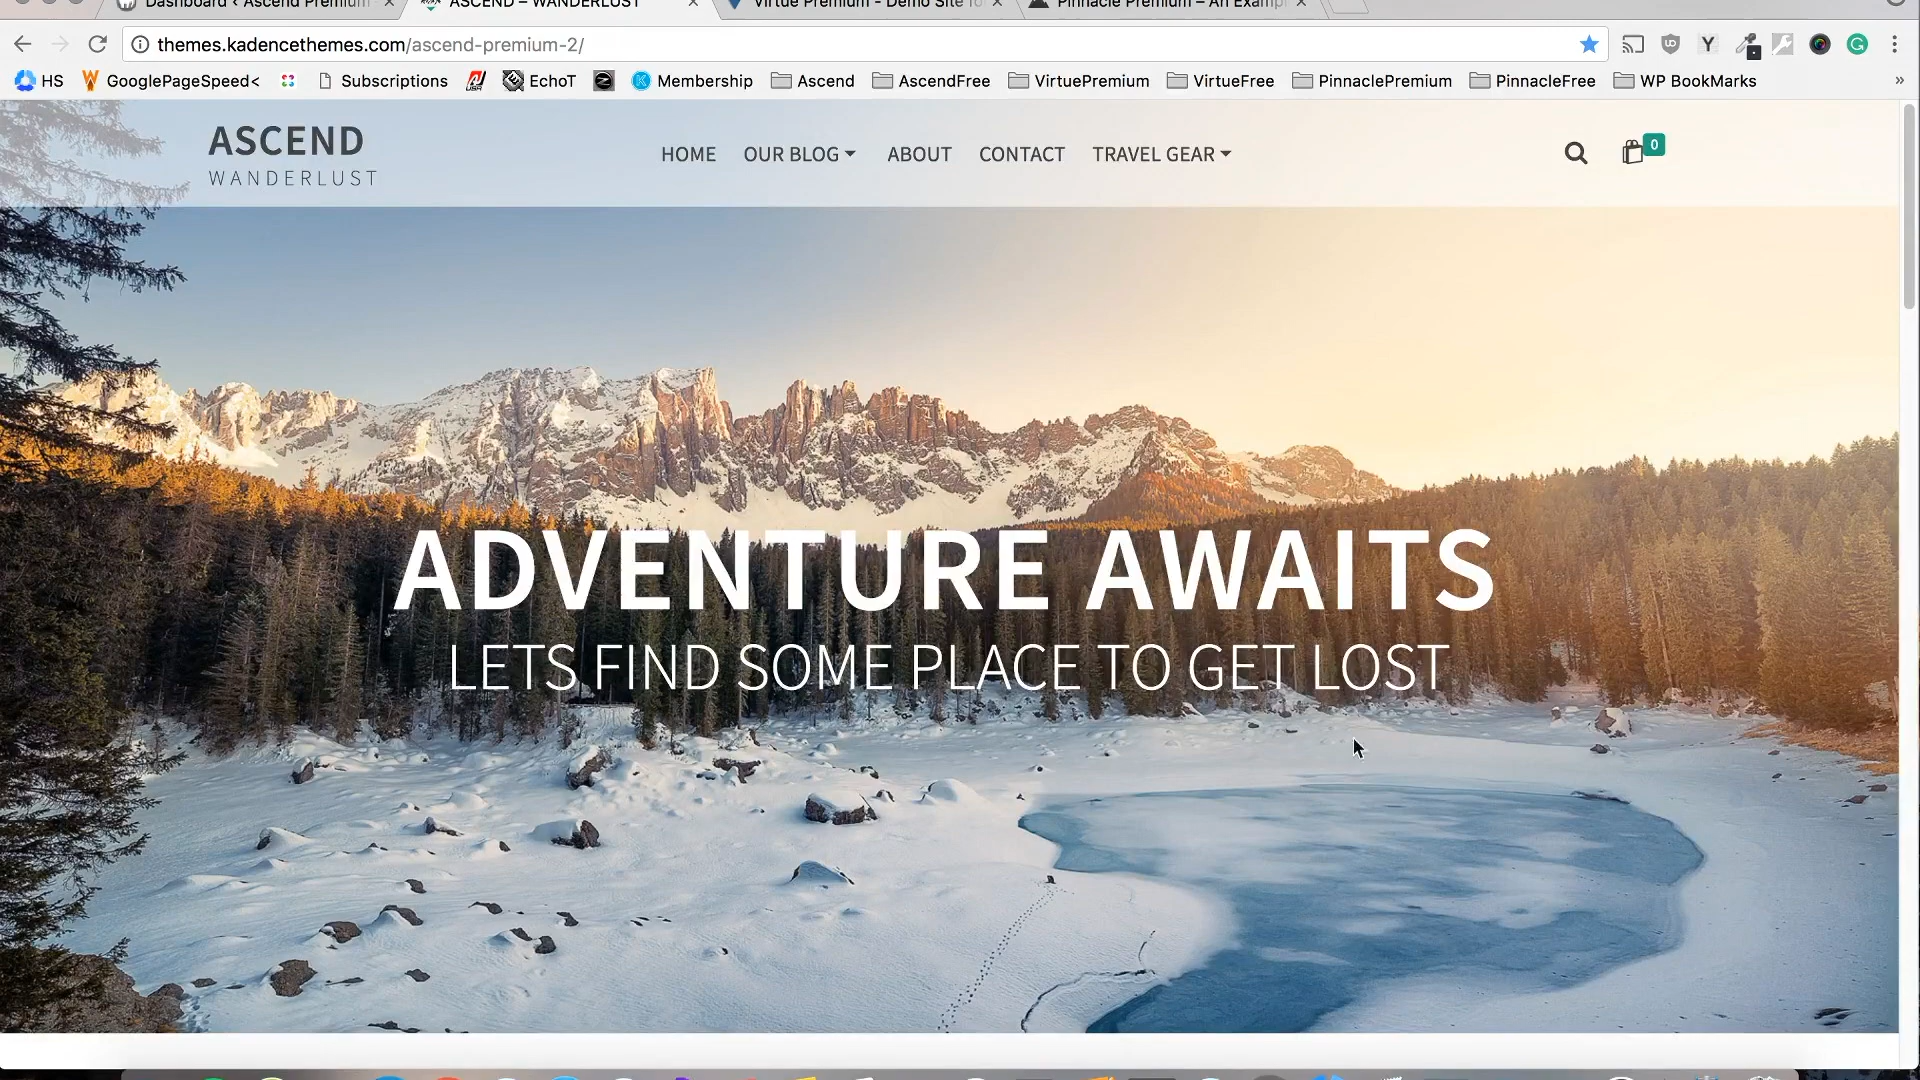 Dashboard ‹ Ascend Premium
ASCEND – WANDERLUST
Virtue Premium - Demo Site fo
Pinnacle Premium – An Exampl
themes.kadencethemes.com/ascend-premium-2/
HS GooglePageSpeed< Subscriptions EchoT Membership Ascend AscendFree VirtuePremium VirtueFree PinnaclePremium PinnacleFree WP BookMarks »
ASCEND
WANDERLUST
HOME OUR BLOG ABOUT CONTACT TRAVEL GEAR 0
ADVENTURE AWAITS
LETS FIND SOME PLACE TO GET LOST